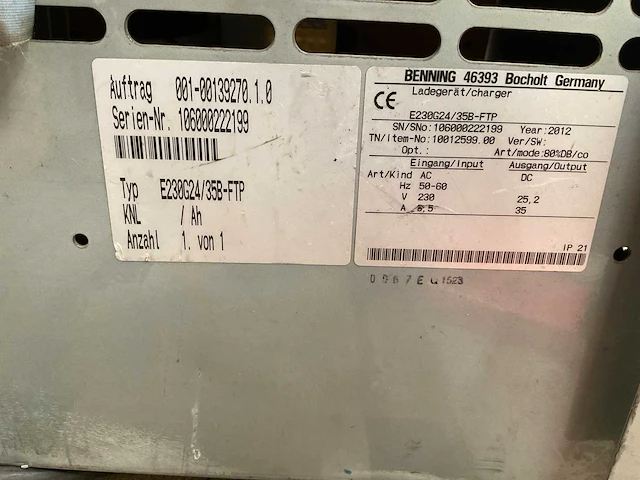 Auftrag 001-00139270.1.0
Serien-Nr. 106000222199
Typ E230G24/35B-FTP
KNL / Ah
Anzahl 1. von 1
BENNING 46393 Bocholt Germany
CE Ladegerät/charger
E230G24/35B-FTP
SN/SNo:106000222199 Year:2012
TN/Item-No:10012599.00 Ver/SW:
Opt.: Art/mode:80%DB/co
Eingang/Input Ausgang/Output
Art/Kind AC DC
Hz 50-60
V 230 25,2
A 6,5 35
IP 21